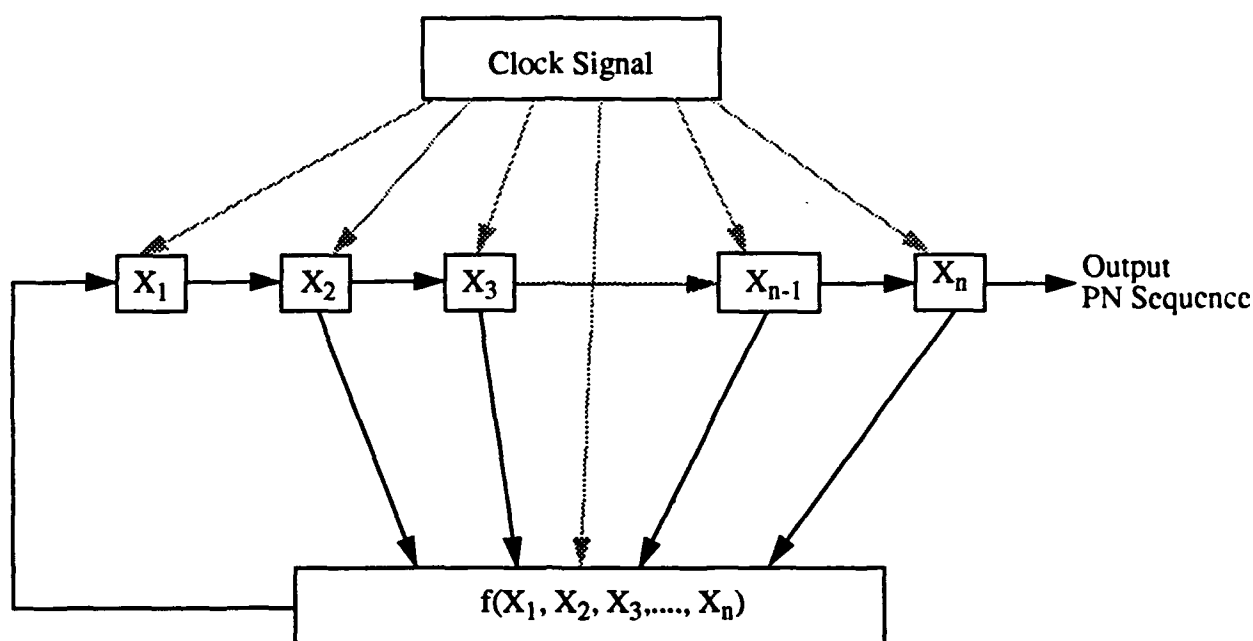 Clock Signal
X₁ X₂ X₃ Xₙ₋₁ Xₙ
Output
PN Sequence
f(X₁, X₂, X₃,...., Xₙ)